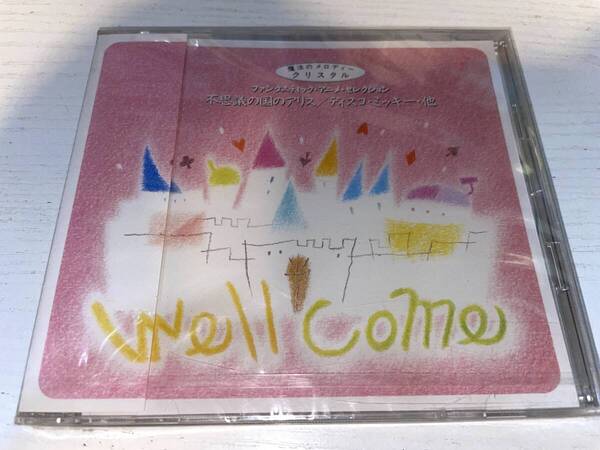 魔法のメロディー
クリスタル
ファンタスティック・アニメ・セレクション
不思議の国のアリス／ディスコ・ミッキー・他
Well Come